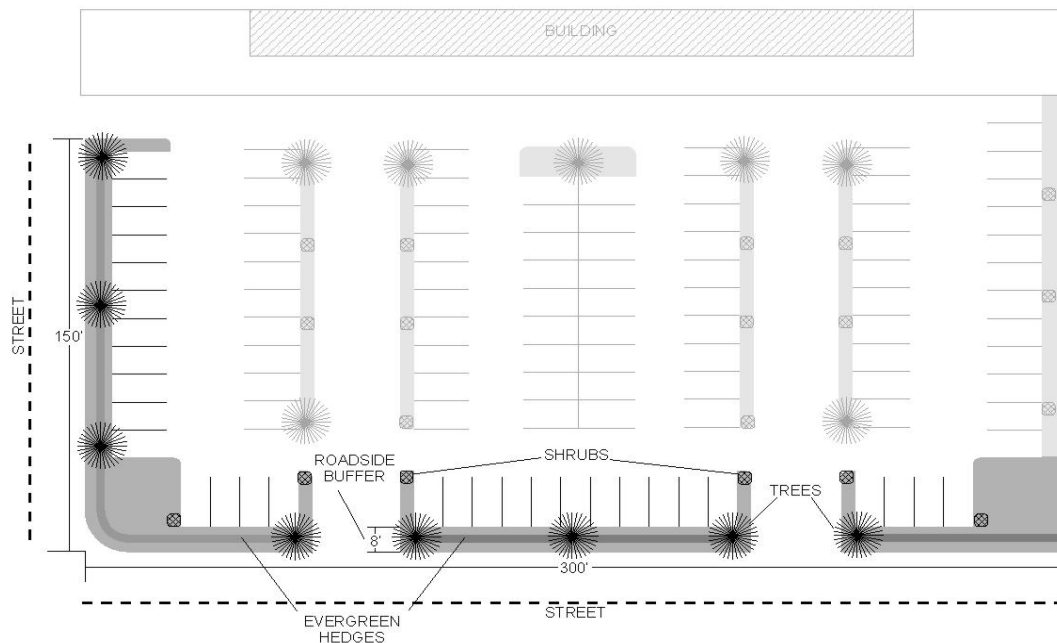 BUILDING
STREET
150'
ROADSIDE
BUFFER
SHRUBS
TREES
8'
300'
STREET
EVERGREEN
HEDGES